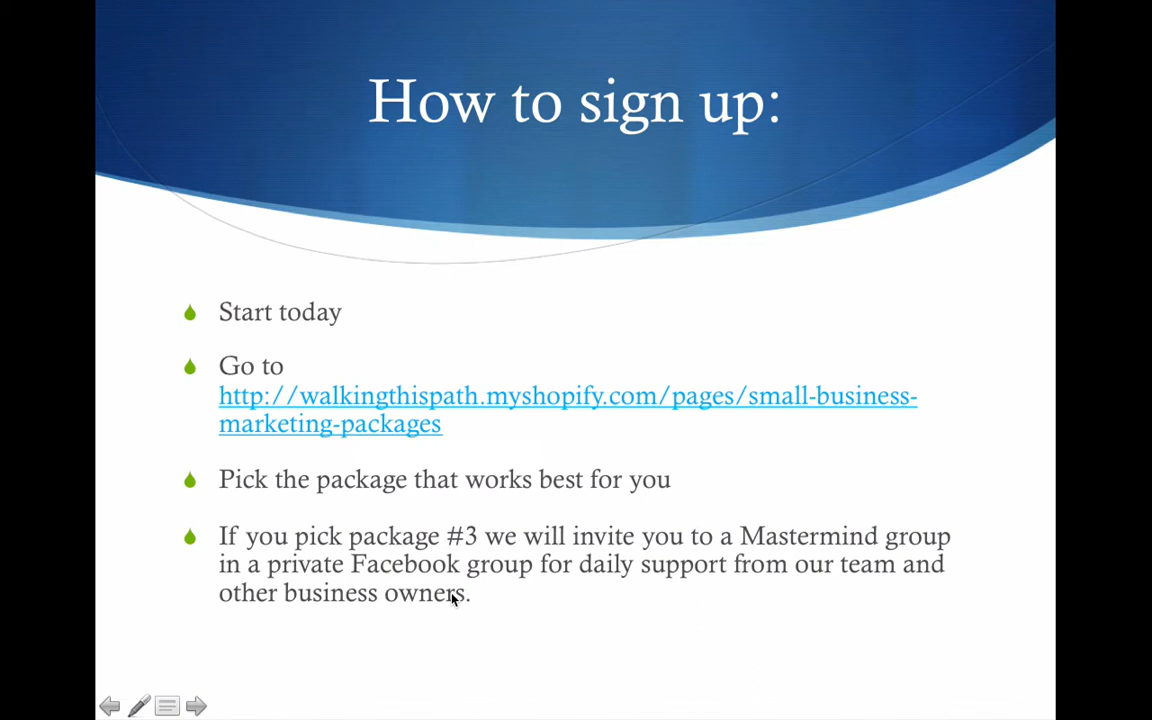 How to sign up:
Start today
Go to
http://walkingthispath.myshopify.com/pages/small-business-
marketing-packages
Pick the package that works best for you
If you pick package #3 we will invite you to a Mastermind group
in a private Facebook group for daily support from our team and
other business owners.